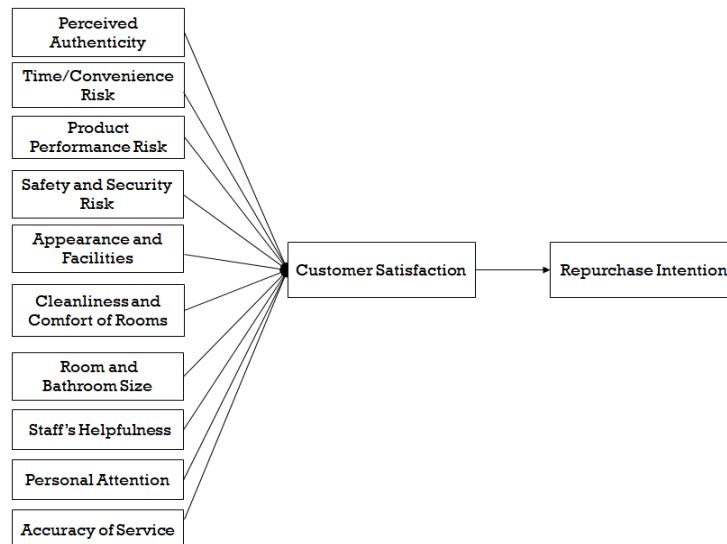 Perceived
Authenticity
Time/Convenience
Risk
Product
Performance Risk
Safety and Security
Risk
Appearance and
Facilities
Cleanliness and
Comfort of Rooms
Room and
Bathroom Size
Staff's Helpfulness
Personal Attention
Accuracy of Service
Customer Satisfaction
Repurchase Intention